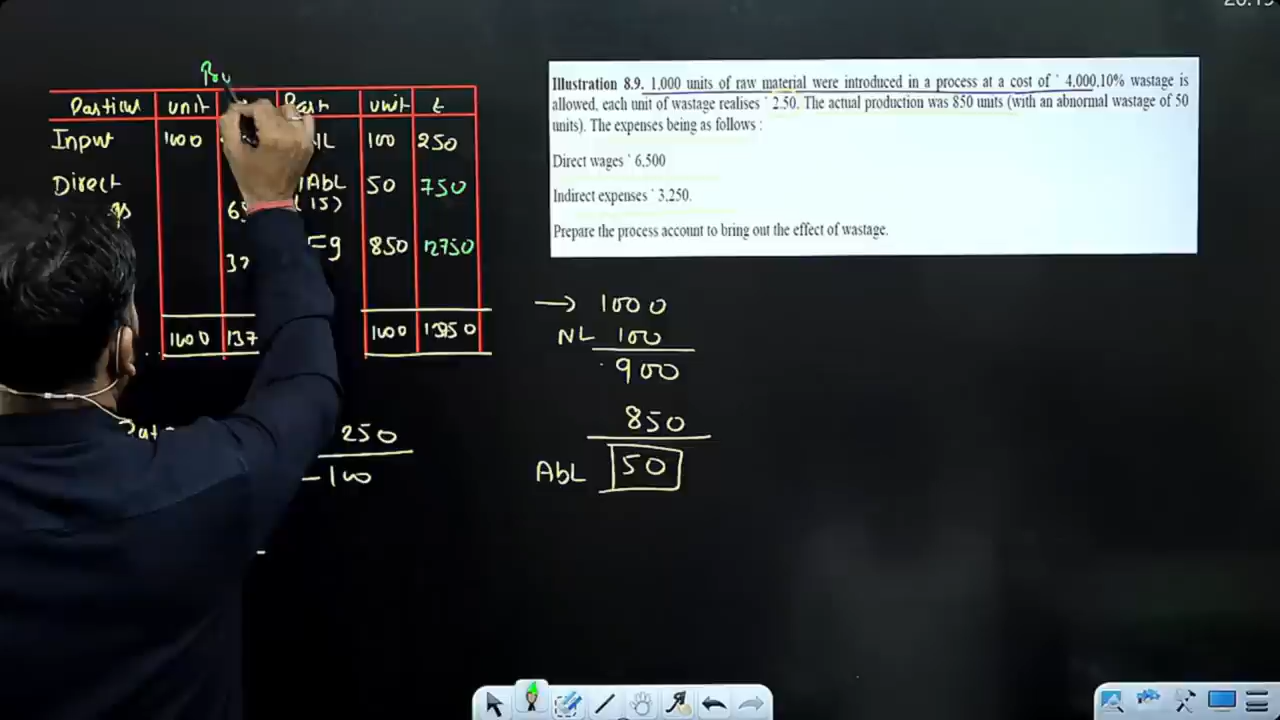 Particul unit Part unit ₹
Input 1000 100 250
Direct AbL 50 750
(15)
Fg 850 12750
1000 137 1000 13750
250
100
Illustration 8.9. 1,000 units of raw material were introduced in a process at a cost of ` 4,000,10% wastage is
allowed, each unit of wastage realises ` 2.50. The actual production was 850 units (with an abnormal wastage of 50
units). The expenses being as follows :
Direct wages ` 6,500
Indirect expenses ` 3,250.
Prepare the process account to bring out the effect of wastage.
→ 1000
NL 100
900
850
AbL 50